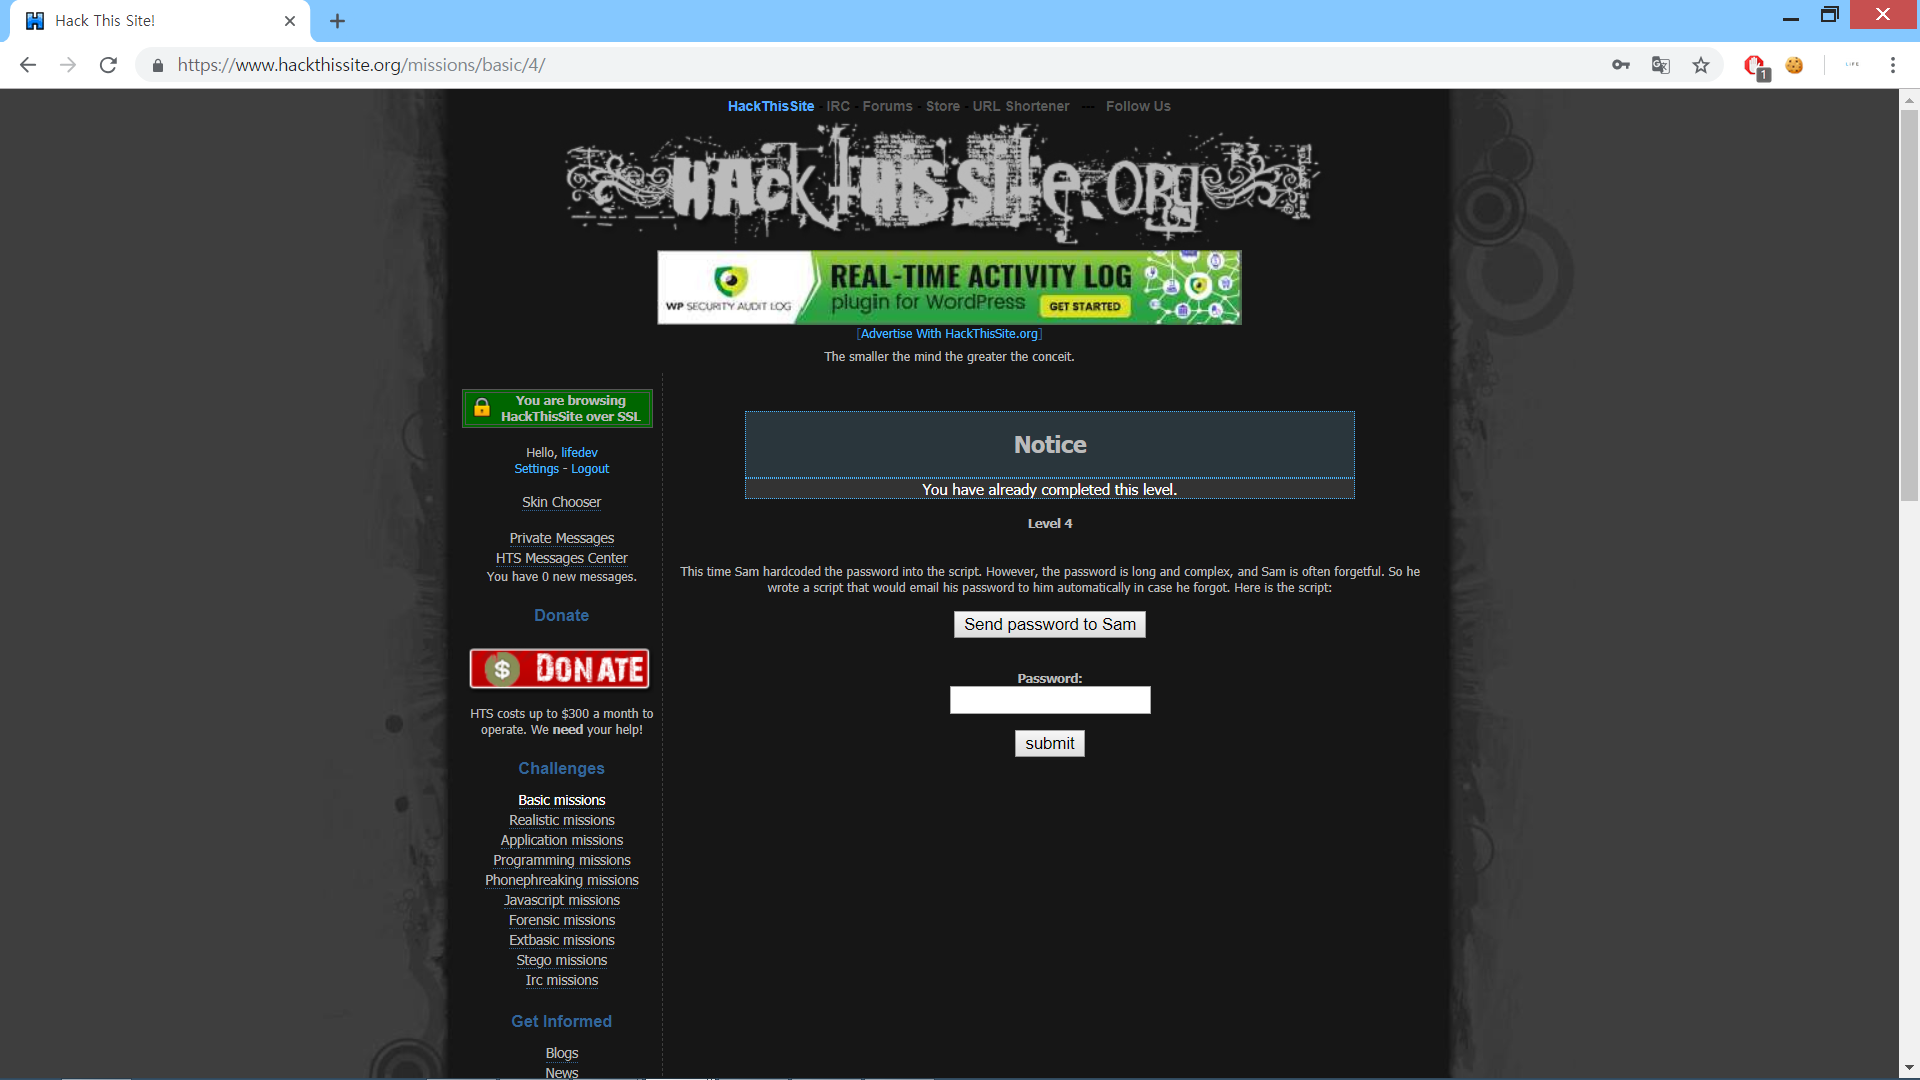 Hack This Site!
https://www.hackthissite.org/missions/basic/4/
1
HackThisSite - IRC - Forums - Store - URL Shortener --- Follow Us
Hack This Site.ORG
WP SECURITY AUDIT LOG
REAL-TIME ACTIVITY LOG
plugin for WordPress
GET STARTED
[Advertise With HackThisSite.org]
The smaller the mind the greater the conceit.
You are browsing
HackThisSite over SSL
Hello, lifedev
Settings - Logout
Skin Chooser
Private Messages
HTS Messages Center
You have 0 new messages.
Donate
$ DONATE
HTS costs up to $300 a month to
operate. We need your help!
Challenges
Basic missions
Realistic missions
Application missions
Programming missions
Phonephreaking missions
Javascript missions
Forensic missions
Extbasic missions
Stego missions
Irc missions
Get Informed
Blogs
News
Notice
You have already completed this level.
Level 4
This time Sam hardcoded the password into the script. However, the password is long and complex, and Sam is often forgetful. So he
wrote a script that would email his password to him automatically in case he forgot. Here is the script:
Send password to Sam
Password:
submit